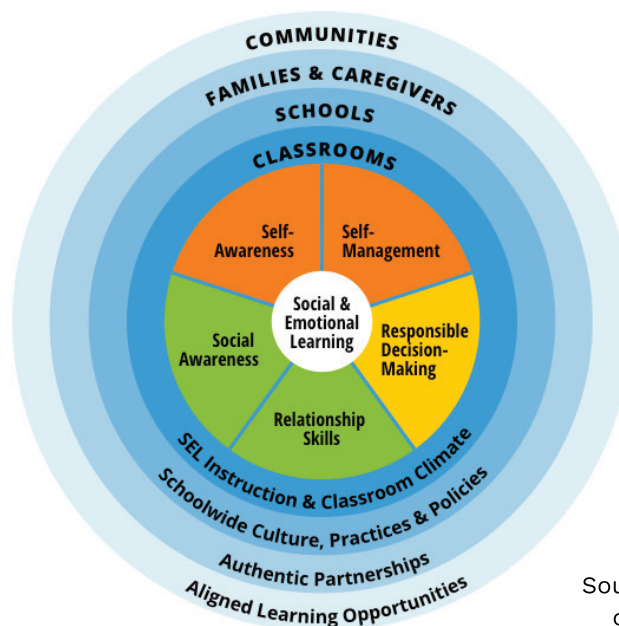 COMMUNITIES
FAMILIES & CAREGIVERS
SCHOOLS
CLASSROOMS
Self-
Awareness
Self-
Management
Social &
Emotional
Learning
Social
Awareness
Responsible
Decision-
Making
Relationship
Skills
SEL Instruction & Classroom Climate
Schoolwide Culture, Practices & Policies
Authentic Partnerships
Aligned Learning Opportunities